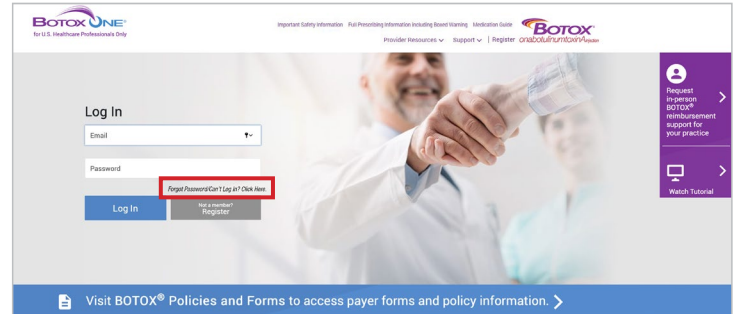 BOTOX ONE®
for U.S. Healthcare Professionals Only
Important Safety Information Full Prescribing Information including Boxed Warning Medication Guide
BOTOX®
onabotulinumtoxinA injection
Provider Resources Support | Register
Log In
Email
Password
Forgot Password/Can't Log in? Click Here.
Log In
Not a member?
Register
Request
in-person
BOTOX®
reimbursement
support for
your practice
Watch Tutorial
Visit BOTOX® Policies and Forms to access payer forms and policy information.